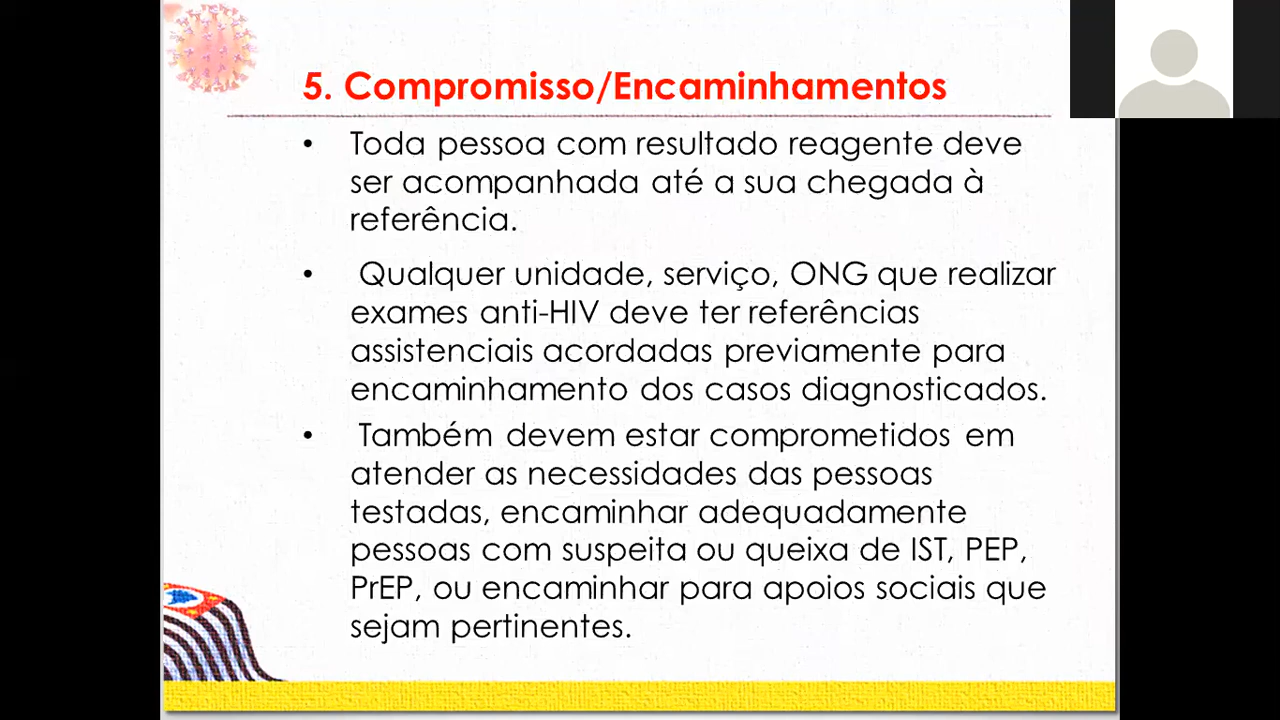 5. Compromisso/Encaminhamentos
• Toda pessoa com resultado reagente deve
ser acompanhada até a sua chegada à
referência.
• Qualquer unidade, serviço, ONG que realizar
exames anti-HIV deve ter referências
assistenciais acordadas previamente para
encaminhamento dos casos diagnosticados.
• Também devem estar comprometidos em
atender as necessidades das pessoas
testadas, encaminhar adequadamente
pessoas com suspeita ou queixa de IST, PEP,
PrEP, ou encaminhar para apoios sociais que
sejam pertinentes.